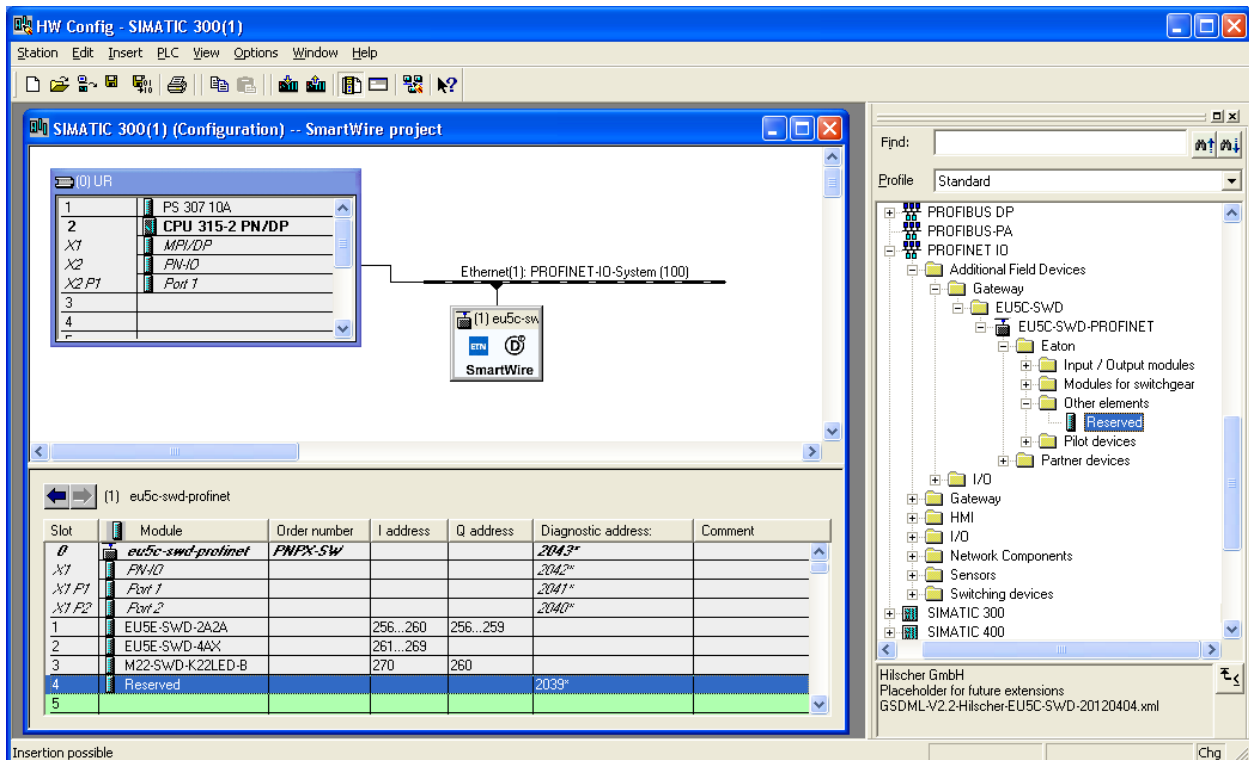 HW Config - SIMATIC 300(1)
Station Edit Insert PLC View Options Window Help
SIMATIC 300(1) (Configuration) -- SmartWire project
(0) UR
1 PS 307 10A
2 CPU 315-2 PN/DP
X1 MPI/DP
X2 PN-IO
X2 P1 Port 1
3
4
Ethernet(1): PROFINET-IO-System (100)
(1) eu5c-sw
ETN
SmartWire
(1) eu5c-swd-profinet
Slot Module Order number I address Q address Diagnostic address: Comment
0 eu5c-swd-profinet PNPX-SW 2043*
X1 PN-IO 2042*
X1 P1 Port 1 2041*
X1 P2 Port 2 2040*
1 EU5E-SWD-2A2A 256...260 256...259
2 EU5E-SWD-4AX 261...269
3 M22-SWD-K22LED-B 270 260
4 Reserved 2039*
5
Find:
Profile Standard
PROFIBUS DP
PROFIBUS-PA
PROFINET IO
Additional Field Devices
Gateway
EU5C-SWD
EU5C-SWD-PROFINET
Eaton
Input / Output modules
Modules for switchgear
Other elements
Reserved
Pilot devices
Partner devices
I/O
Gateway
HMI
I/O
Network Components
Sensors
Switching devices
SIMATIC 300
SIMATIC 400
Hilscher GmbH
Placeholder for future extensions
GSDML-V2.2-Hilscher-EU5C-SWD-20120404.xml
Insertion possible
Chg